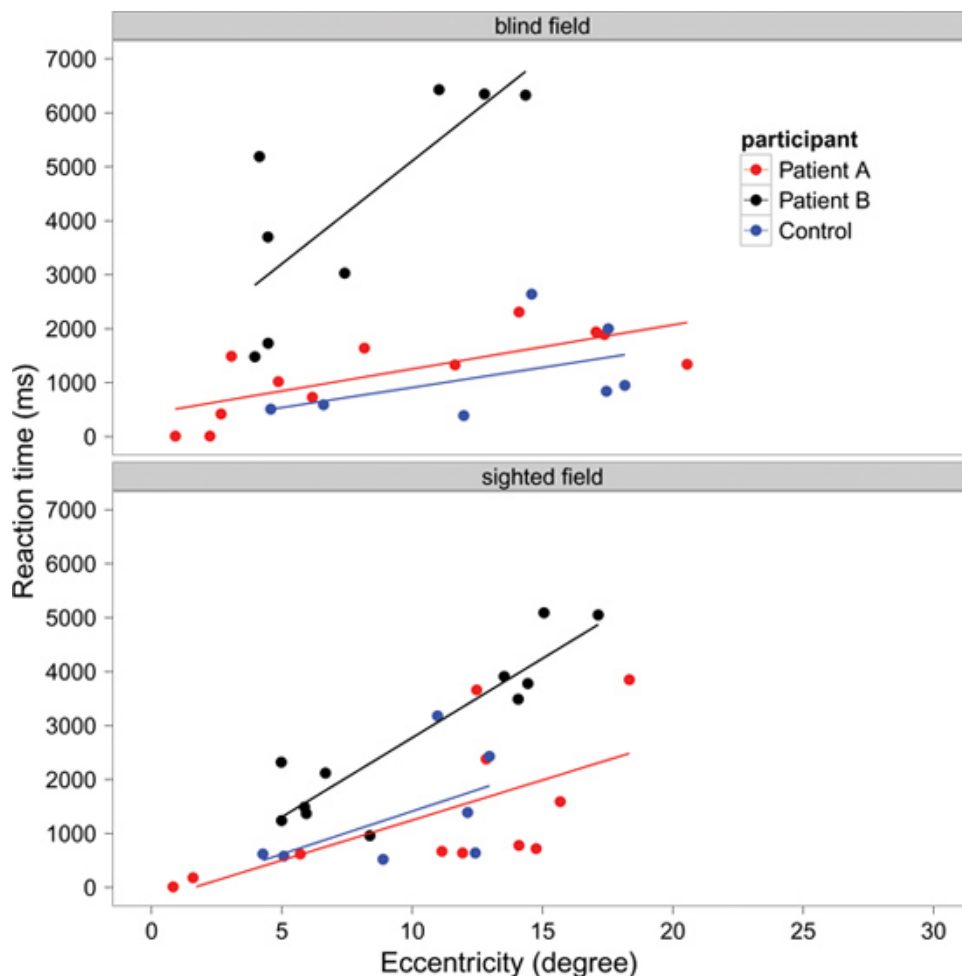 blind field
7000
6000
5000
4000
3000
2000
1000
0
participant
Patient A
Patient B
Control
sighted field
7000
6000
5000
4000
3000
2000
1000
0
Reaction time (ms)
0 5 10 15 20 25 30
Eccentricity (degree)